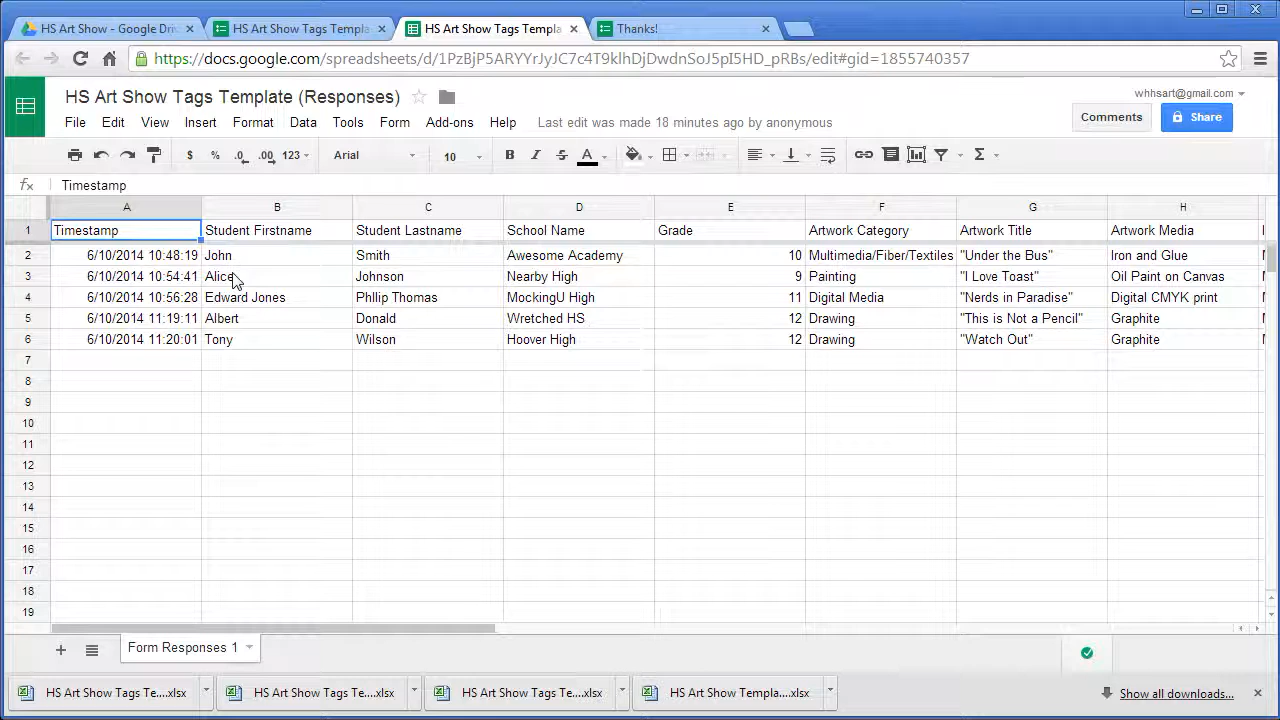 HS Art Show - Google Driv
HS Art Show Tags Templa
HS Art Show Tags Templa
Thanks!
https://docs.google.com/spreadsheets/d/1PzBjP5ARYYrJyJC7c4T9klhDjDwdnSoJ5pI5HD_pRBs/edit#gid=1855740357
HS Art Show Tags Template (Responses)
whhsart@gmail.com
File Edit View Insert Format Data Tools Form Add-ons Help Last edit was made 18 minutes ago by anonymous
Comments Share
$ % .0 .00 123 Arial 10 B I S A Σ
fx Timestamp
A B C D E F G H
1 Timestamp Student Firstname Student Lastname School Name Grade Artwork Category Artwork Title Artwork Media
2 6/10/2014 10:48:19 John Smith Awesome Academy 10 Multimedia/Fiber/Textiles "Under the Bus" Iron and Glue
3 6/10/2014 10:54:41 Alice Johnson Nearby High 9 Painting "I Love Toast" Oil Paint on Canvas
4 6/10/2014 10:56:28 Edward Jones Phllip Thomas MockingU High 11 Digital Media "Nerds in Paradise" Digital CMYK print
5 6/10/2014 11:19:11 Albert Donald Wretched HS 12 Drawing "This is Not a Pencil" Graphite
6 6/10/2014 11:20:01 Tony Wilson Hoover High 12 Drawing "Watch Out" Graphite
7
8
9
10
11
12
13
14
15
16
17
18
19
Form Responses 1
HS Art Show Tags Te....xlsx
HS Art Show Tags Te....xlsx
HS Art Show Tags Te....xlsx
HS Art Show Templa....xlsx
Show all downloads...